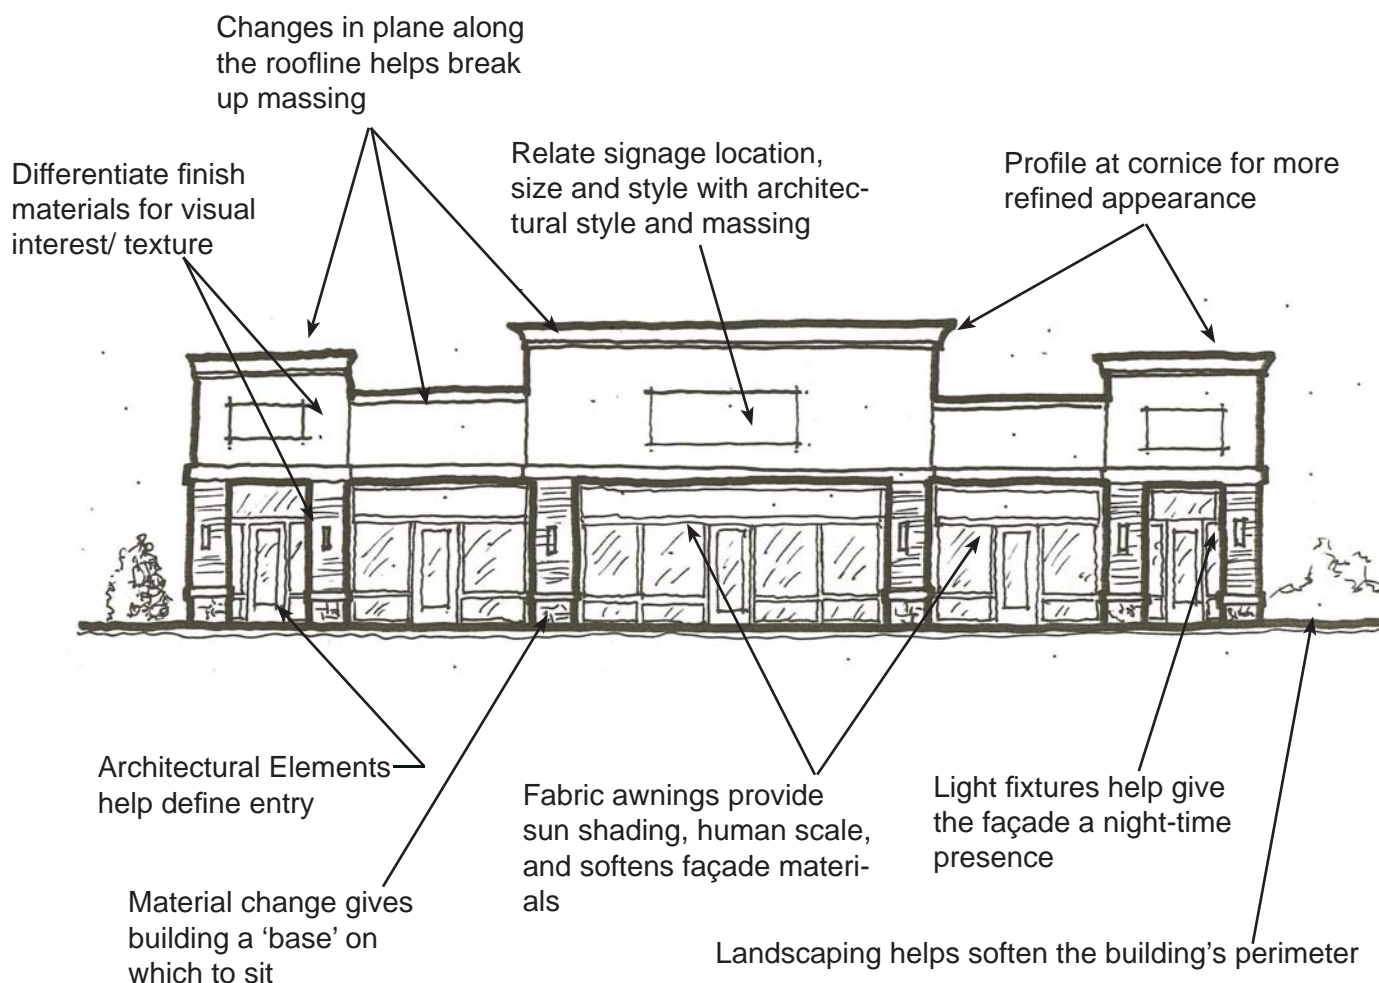 Changes in plane along
the roofline helps break
up massing
Differentiate finish
materials for visual
interest/ texture
Relate signage location,
size and style with architec-
tural style and massing
Profile at cornice for more
refined appearance
Architectural Elements
help define entry
Material change gives
building a ‘base’ on
which to sit
Fabric awnings provide
sun shading, human scale,
and softens façade materi-
als
Light fixtures help give
the façade a night-time
presence
Landscaping helps soften the building’s perimeter